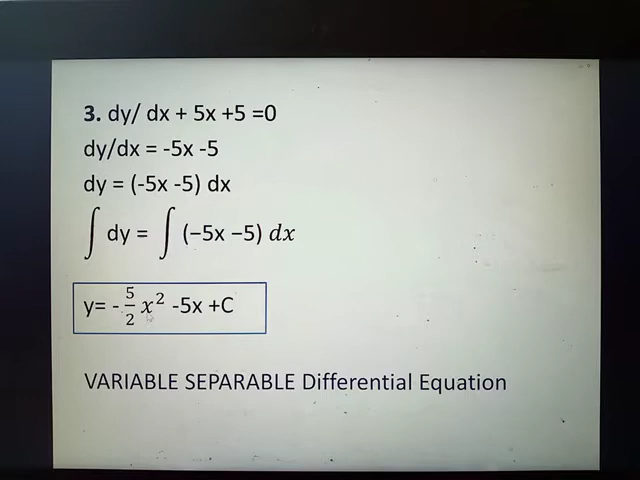 3. dy/ dx + 5x +5 =0
dy/dx = -5x -5
dy = (-5x -5) dx
∫ dy = ∫ (−5x −5) dx
y= - 5/2 x² -5x +C
VARIABLE SEPARABLE Differential Equation